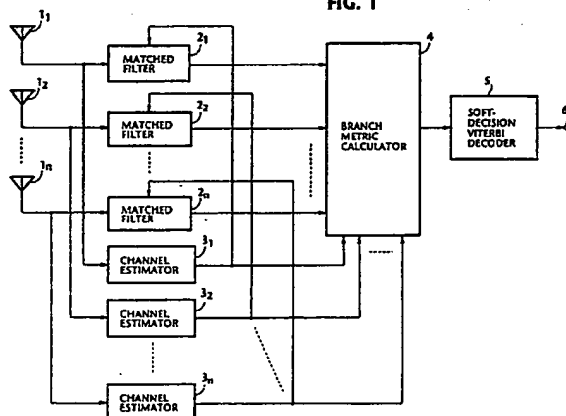 FIG. 1
1₁
2₁
MATCHED
FILTER
4
1₂
2₂
MATCHED
FILTER
BRANCH
METRIC
CALCULATOR
5
SOFT-
DECISION
VITERBI
DECODER
6
1n
2n
MATCHED
FILTER
3₁
CHANNEL
ESTIMATOR
3₂
CHANNEL
ESTIMATOR
3n
CHANNEL
ESTIMATOR